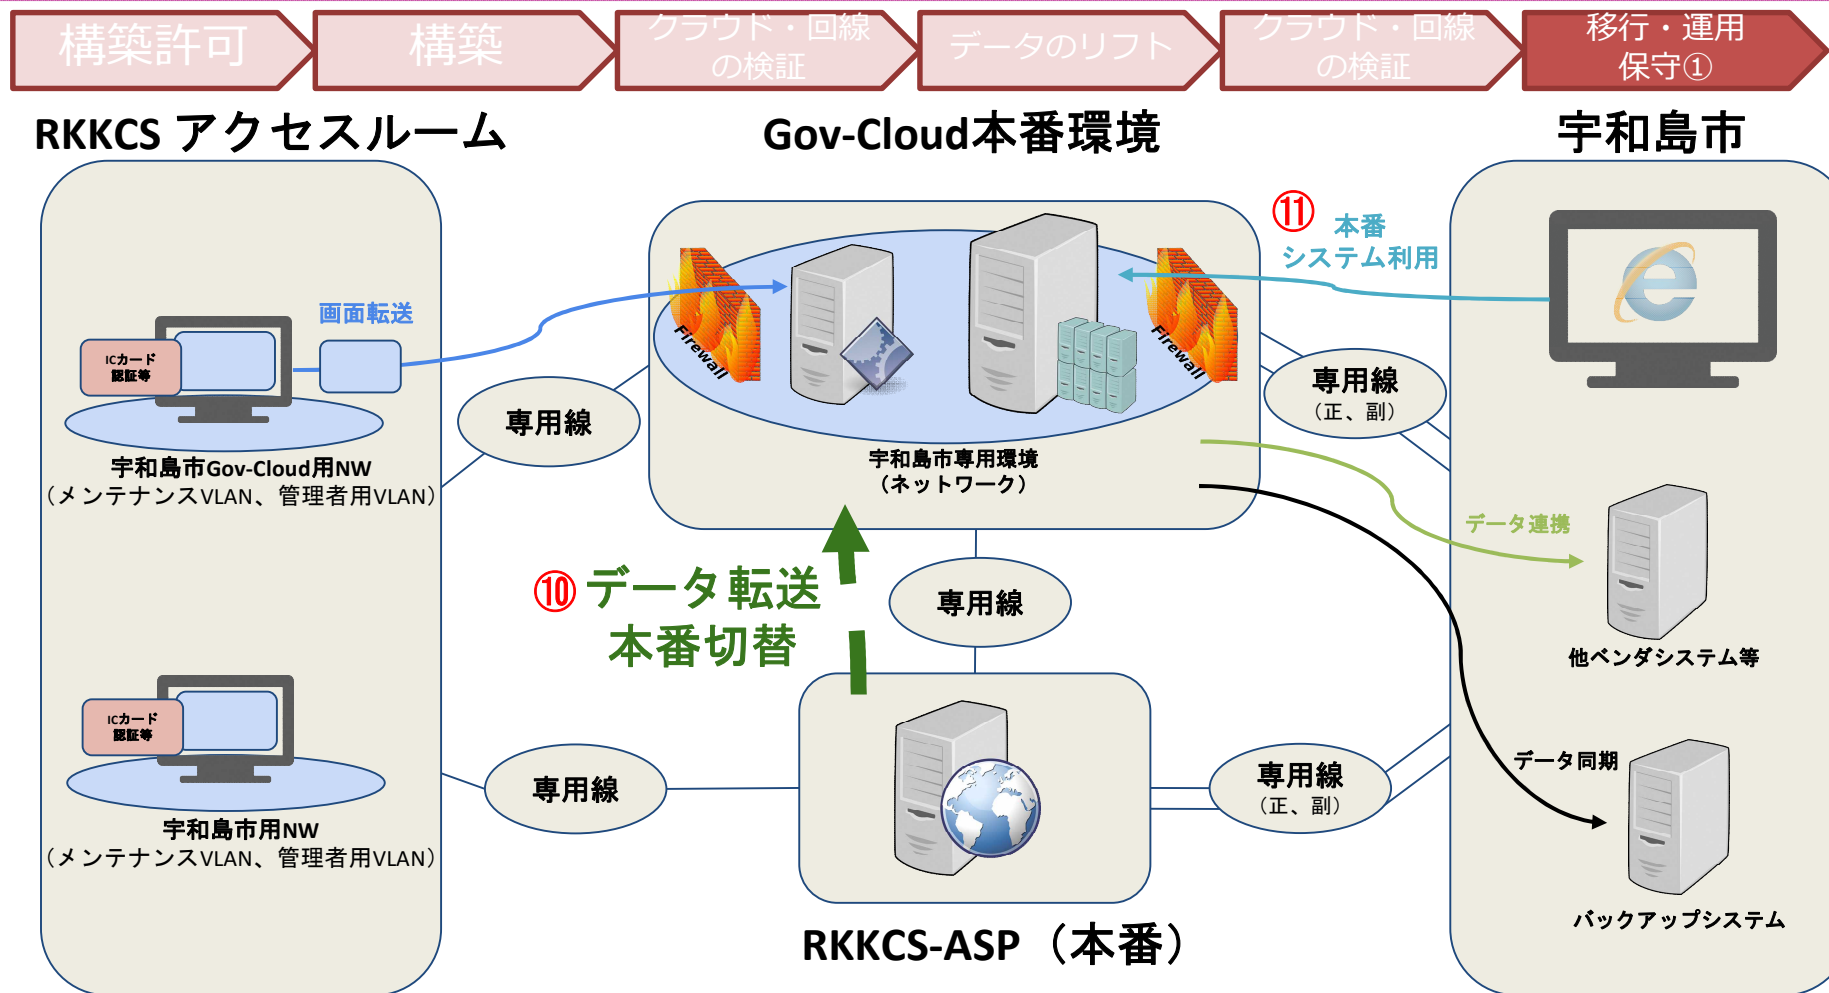 構築許可
構築
クラウド・回線
の検証
データのリフト
クラウド・回線
の検証
移行・運用
保守①
RKKCS アクセスルーム
Gov-Cloud本番環境
宇和島市
⑪
本番
システム利用
画面転送
ICカード
認証等
Firewall
Firewall
専用線
（正、副）
専用線
宇和島市Gov-Cloud用NW
（メンテナンスVLAN、管理者用VLAN）
宇和島市専用環境
（ネットワーク）
データ連携
⑩ データ転送
本番切替
専用線
他ベンダシステム等
ICカード
認証等
専用線
専用線
（正、副）
データ同期
宇和島市用NW
（メンテナンスVLAN、管理者用VLAN）
バックアップシステム
RKKCS-ASP（本番）